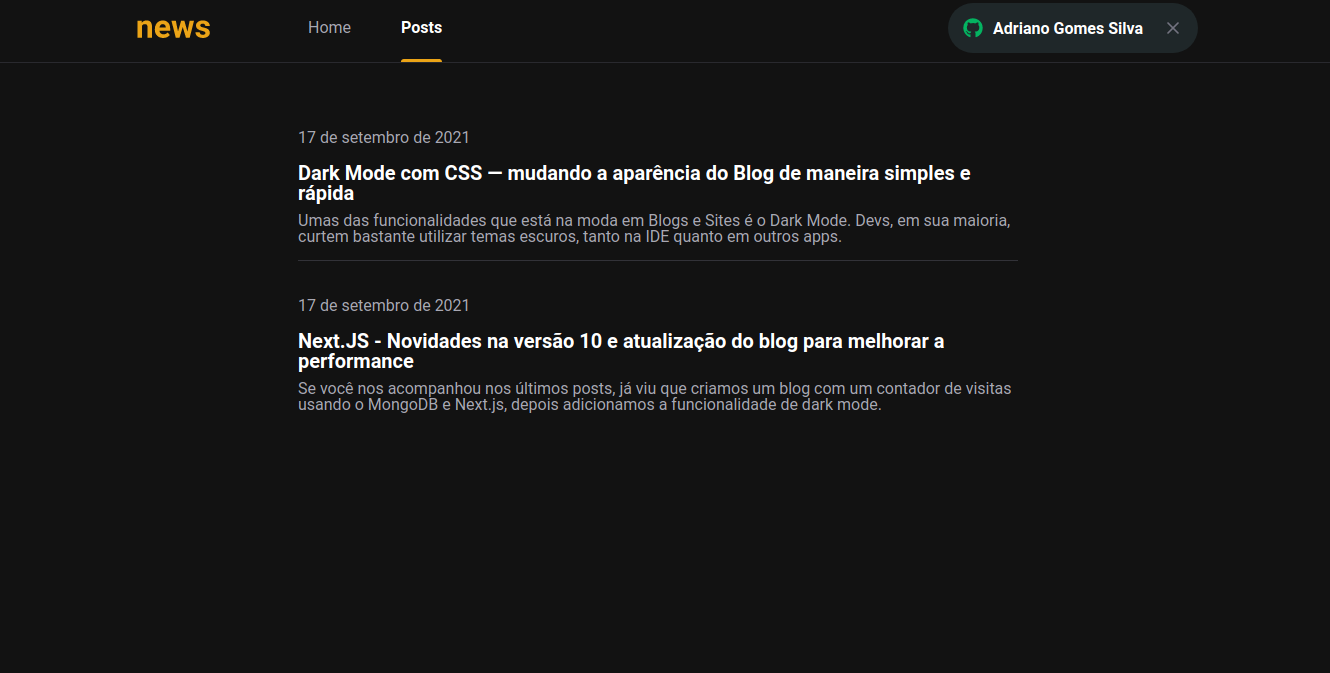 news
Home
Posts
Adriano Gomes Silva
17 de setembro de 2021
Dark Mode com CSS — mudando a aparência do Blog de maneira simples e
rápida
Umas das funcionalidades que está na moda em Blogs e Sites é o Dark Mode. Devs, em sua maioria,
curtem bastante utilizar temas escuros, tanto na IDE quanto em outros apps.
17 de setembro de 2021
Next.JS - Novidades na versão 10 e atualização do blog para melhorar a
performance
Se você nos acompanhou nos últimos posts, já viu que criamos um blog com um contador de visitas
usando o MongoDB e Next.js, depois adicionamos a funcionalidade de dark mode.